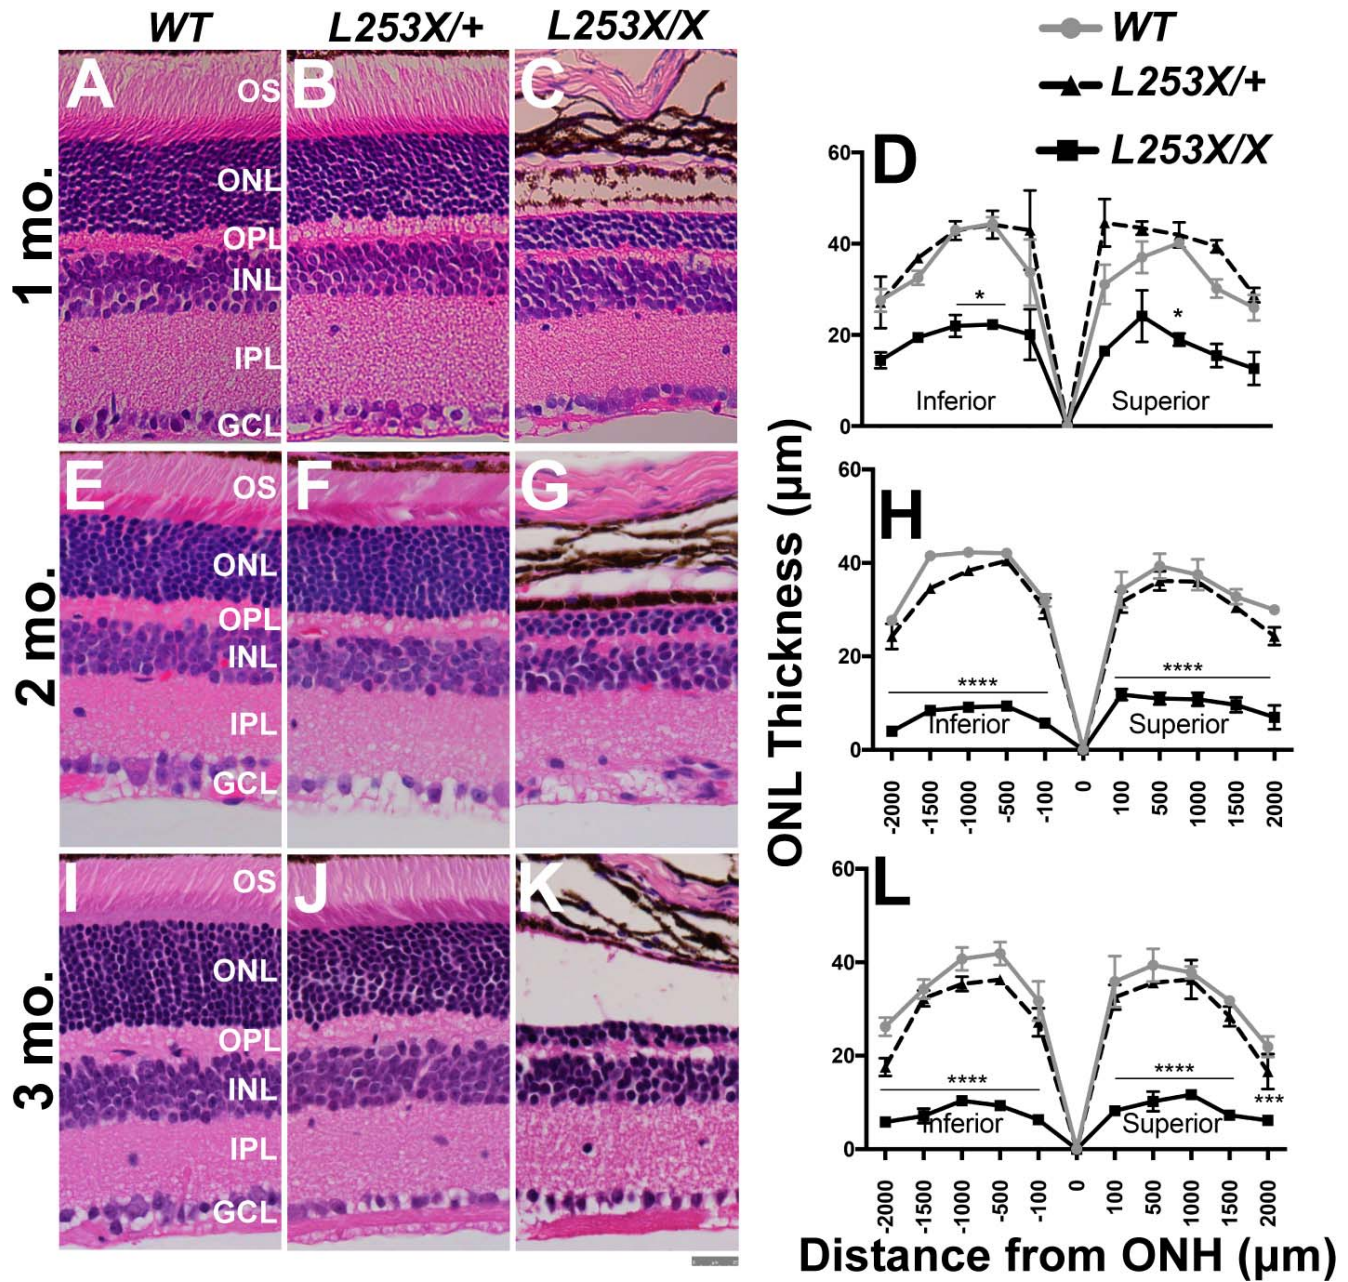 WT L253X/+ L253X/X
WT
L253X/+
L253X/X
1 mo.
A OS B C
ONL
OPL
INL
IPL
GCL
D
60
40
20
0
*
*
Inferior Superior
2 mo.
E OS F G
ONL
OPL
INL
IPL
GCL
H
60
40
20
0
**** ****
Inferior Superior
-2000 -1500 -1000 -500 -100 0 100 500 1000 1500 2000
3 mo.
I OS J K
ONL
OPL
INL
IPL
GCL
L
60
40
20
0
**** **** ***
Inferior Superior
-2000 -1500 -1000 -500 -100 0 100 500 1000 1500 2000
ONL Thickness (µm)
Distance from ONH (µm)